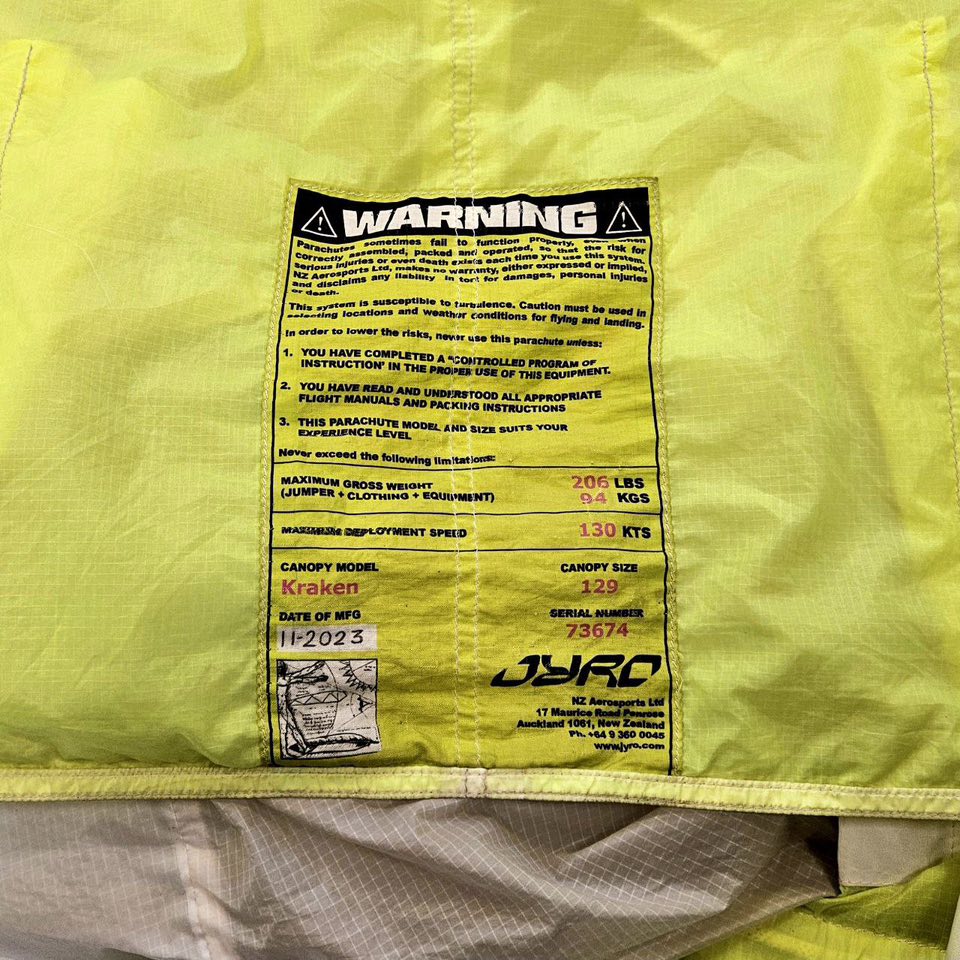 WARNING
Parachutes sometimes fail to function properly, when
correctly assembled, packed and operated, so that the risk for
serious injuries or even death exists each time you use this system.
NZ Aerosports Ltd, makes no warranty, either expressed or implied,
and disclaims any liability in tort for damages, personal injuries
or death.
This system is susceptible to turbulence. Caution must be used in
selecting locations and weather conditions for flying and landing.
In order to lower the risks, never use this parachute unless:
1. YOU HAVE COMPLETED A "CONTROLLED PROGRAM OF
INSTRUCTION' IN THE PROPER USE OF THIS EQUIPMENT.
2. YOU HAVE READ AND UNDERSTOOD ALL APPROPRIATE
FLIGHT MANUALS AND PACKING INSTRUCTIONS
3. THIS PARACHUTE MODEL AND SIZE SUITS YOUR
EXPERIENCE LEVEL
Never exceed the following limitations:
MAXIMUM GROSS WEIGHT 206 LBS
(JUMPER + CLOTHING + EQUIPMENT) 94 KGS
MAXIMUM DEPLOYMENT SPEED 130 KTS
CANOPY MODEL CANOPY SIZE
Kraken 129
DATE OF MFG SERIAL NUMBER
11-2023 73674
JYRO
NZ Aerosports Ltd
17 Maurice Road Penrose
Auckland 1061, New Zealand
Ph. +64 9 360 0045
www.jyro.com